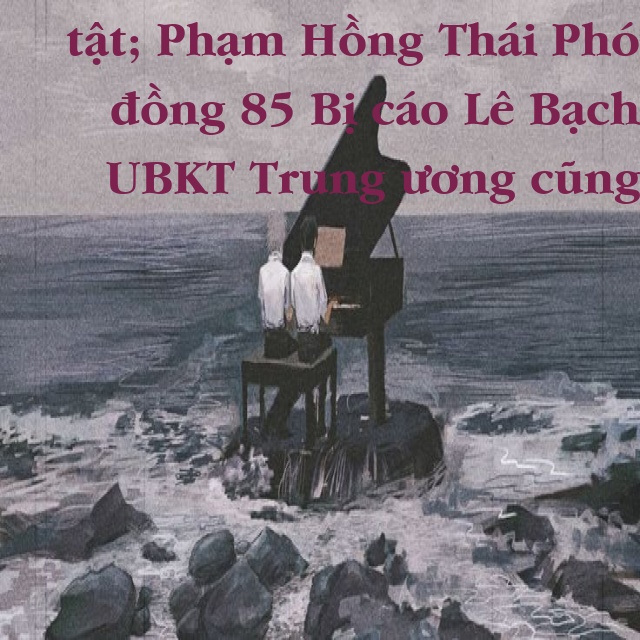 tật; Phạm Hồng Thái Phó
đồng 85 Bị cáo Lê Bạch
UBKT Trung ương cũng